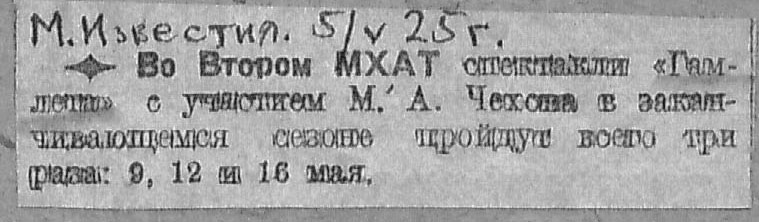 М. Известия. 5/V 25 г.
Во Втором МХАТ спектакли «Гам-
лета» с участием М. А. Чехова в закан-
чивающемся сезоне пройдут всего три
раза: 9, 12 и 16 мая.